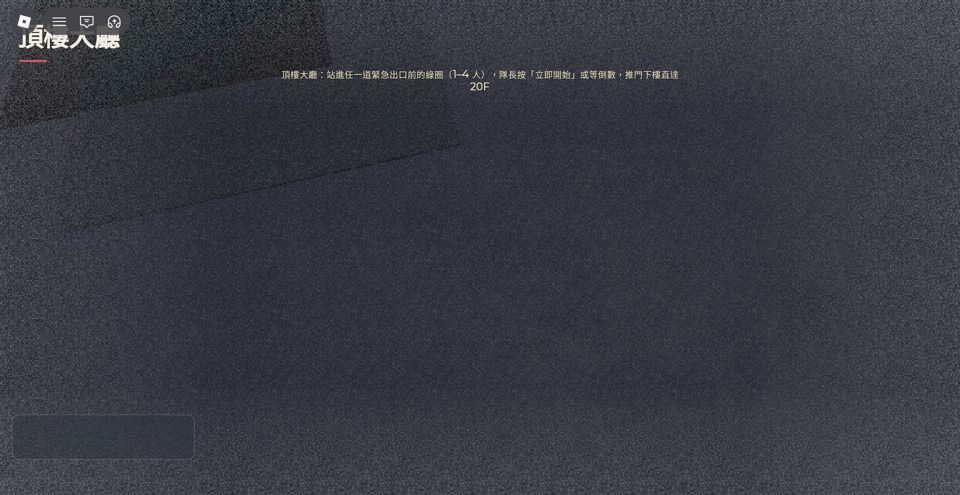 頂樓大廳
頂樓大廳：站進任一道緊急出口前的綠圈（1–4 人），隊長按「立即開始」或等倒數，推門下樓直達
20F